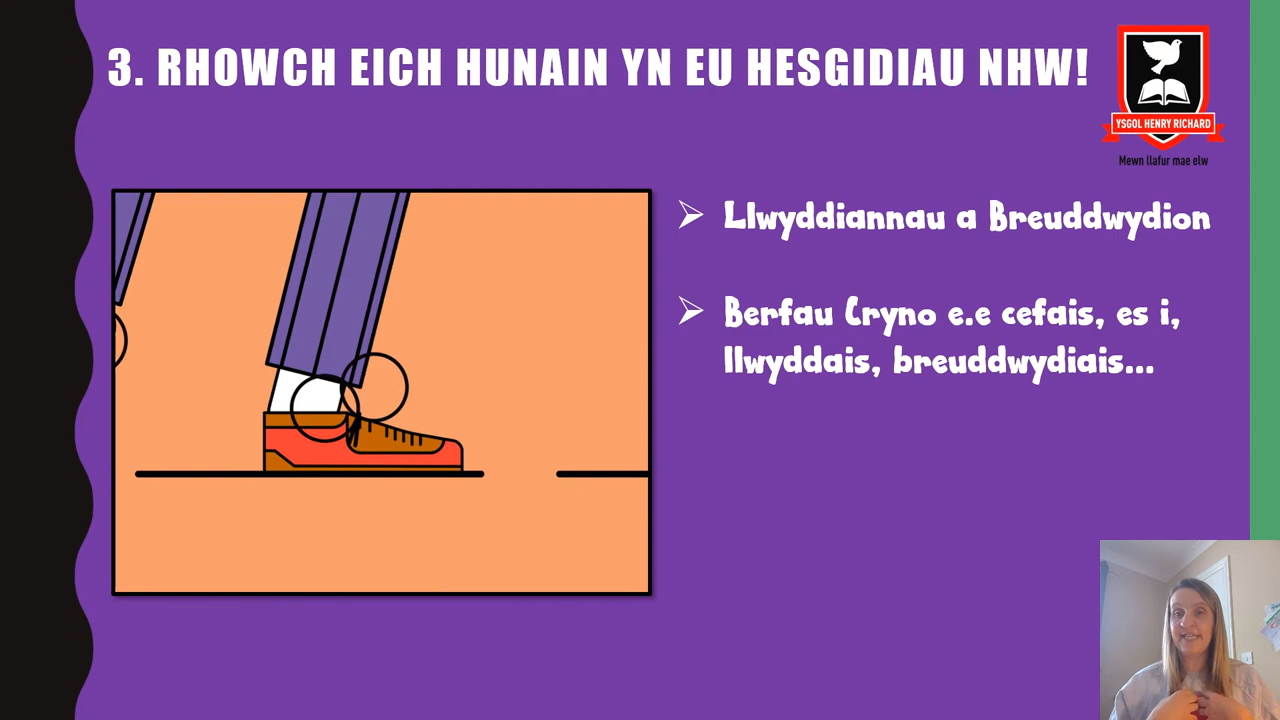 3. RHOWCH EICH HUNAIN YN EU HESGIDIAU NHW!
YSGOL HENRY RICHARD
Mewn llafur mae elw
Llwyddiannau a Breuddwydion
Berfau Cryno e.e cefais, es i,
llwyddais, breuddwydiais...